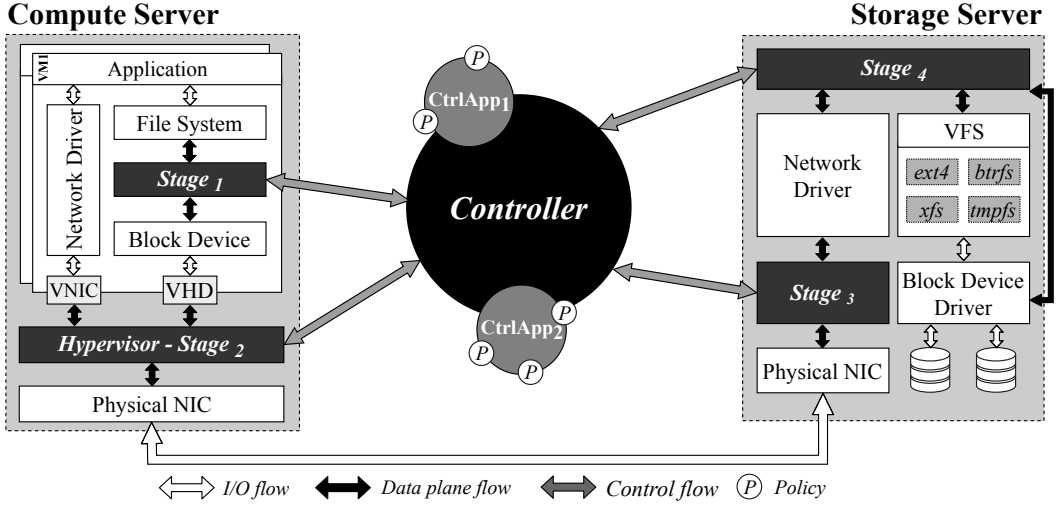 Compute Server
Storage Server
VM1
Application
Network Driver
File System
Stage 1
Block Device
VNIC
VHD
Hypervisor - Stage 2
Physical NIC
P
CtrlApp1
P
Controller
CtrlApp2
P
P
P
Stage 4
Network
Driver
VFS
ext4
btrfs
xfs
tmpfs
Stage 3
Block Device
Driver
Physical NIC
I/O flow
Data plane flow
Control flow
P Policy